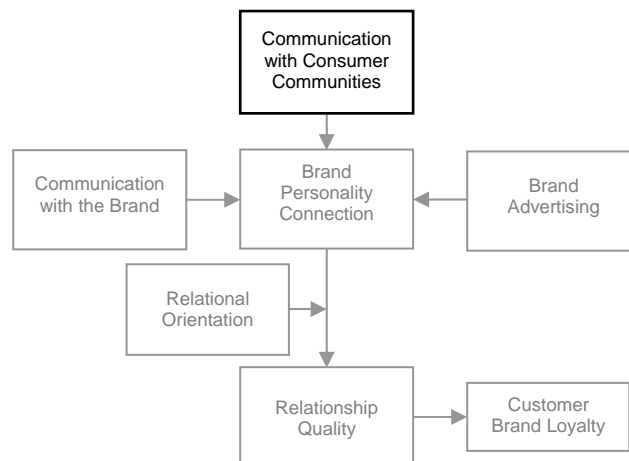 Communication
with Consumer
Communities
Communication
with the Brand
Brand
Personality
Connection
Brand
Advertising
Relational
Orientation
Relationship
Quality
Customer
Brand Loyalty